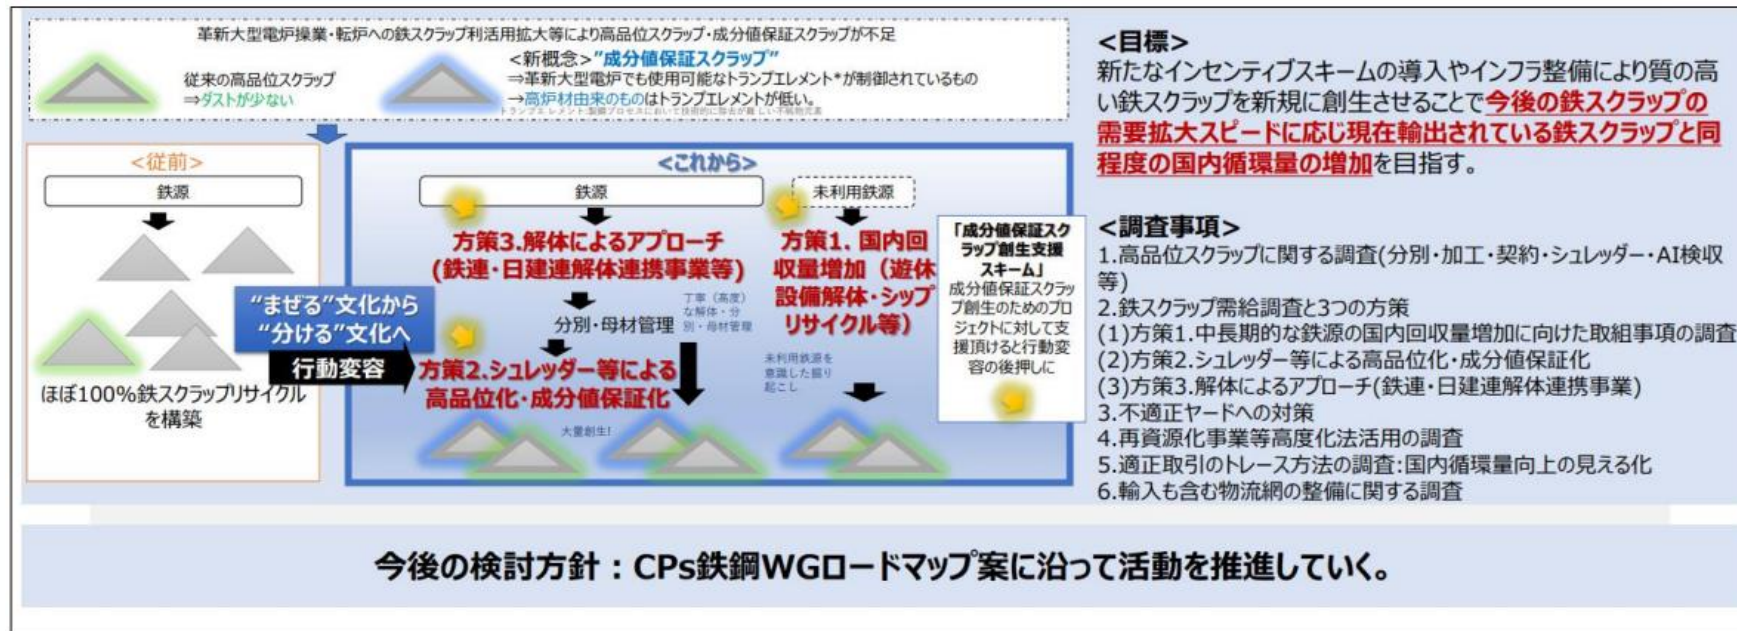 革新大型電炉操業・転炉への鉄スクラップ利活用拡大等により高品位スクラップ・成分値保証スクラップが不足
従来の高品位スクラップ
⇒ダストが少ない
<新概念>"成分値保証スクラップ"
⇒革新大型電炉でも使用可能なトランプエレメント*が制御されているもの
→高炉材由来のものはトランプエレメントが低い。
<従前>
鉄源
ほぼ100%鉄スクラップリサイクル
を構築
"まぜる"文化から
"分ける"文化へ
行動変容
<これから>
鉄源
方策3.解体によるアプローチ
(鉄連・日建連解体連携事業等)
分別・母材管理
丁寧(高度)
な解体・分
別・母材管理
方策2.シュレッダー等による
高品位化・成分値保証化
大量創生!
未利用鉄源
方策1. 国内回
収量増加(遊休
設備解体・シップ
リサイクル等)
未利用鉄源を
意識した掘り
起こし
「成分値保証スク
ラップ創生支援
スキーム」
成分値保証スクラッ
プ創生のためのプロ
ジェクトに対して支
援頂けると行動変
容の後押しに
<目標>
新たなインセンティブスキームの導入やインフラ整備により質の高
い鉄スクラップを新規に創生させることで今後の鉄スクラップの
需要拡大スピードに応じ現在輸出されている鉄スクラップと同
程度の国内循環量の増加を目指す。
<調査事項>
1.高品位スクラップに関する調査(分別・加工・契約・シュレッダー・AI検収
等)
2.鉄スクラップ需給調査と3つの方策
(1)方策1.中長期的な鉄源の国内回収量増加に向けた取組事項の調査
(2)方策2.シュレッダー等による高品位化・成分値保証化
(3)方策3.解体によるアプローチ(鉄連・日建連解体連携事業)
3.不適正ヤードへの対策
4.再資源化事業等高度化法活用の調査
5.適正取引のトレース方法の調査:国内循環量向上の見える化
6.輸入も含む物流網の整備に関する調査
今後の検討方針:CPs鉄鋼WGロードマップ案に沿って活動を推進していく。